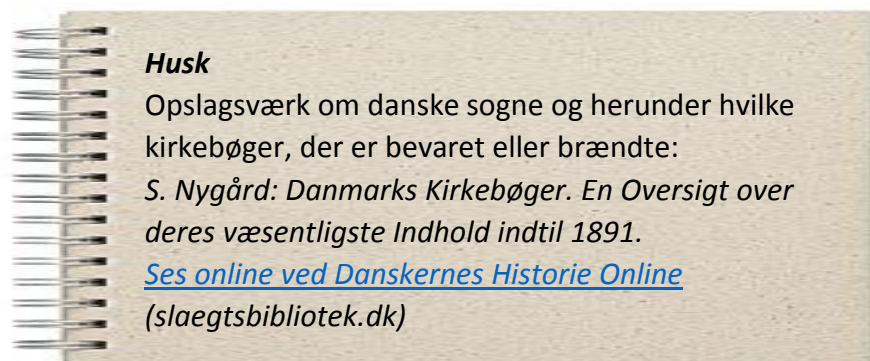 Husk
Opslagsværk om danske sogne og herunder hvilke
kirkebøger, der er bevaret eller brændte:
S. Nygård: Danmarks Kirkebøger. En Oversigt over
deres væsentligste Indhold indtil 1891.
Ses online ved Danskernes Historie Online
(slaegtsbibliotek.dk)